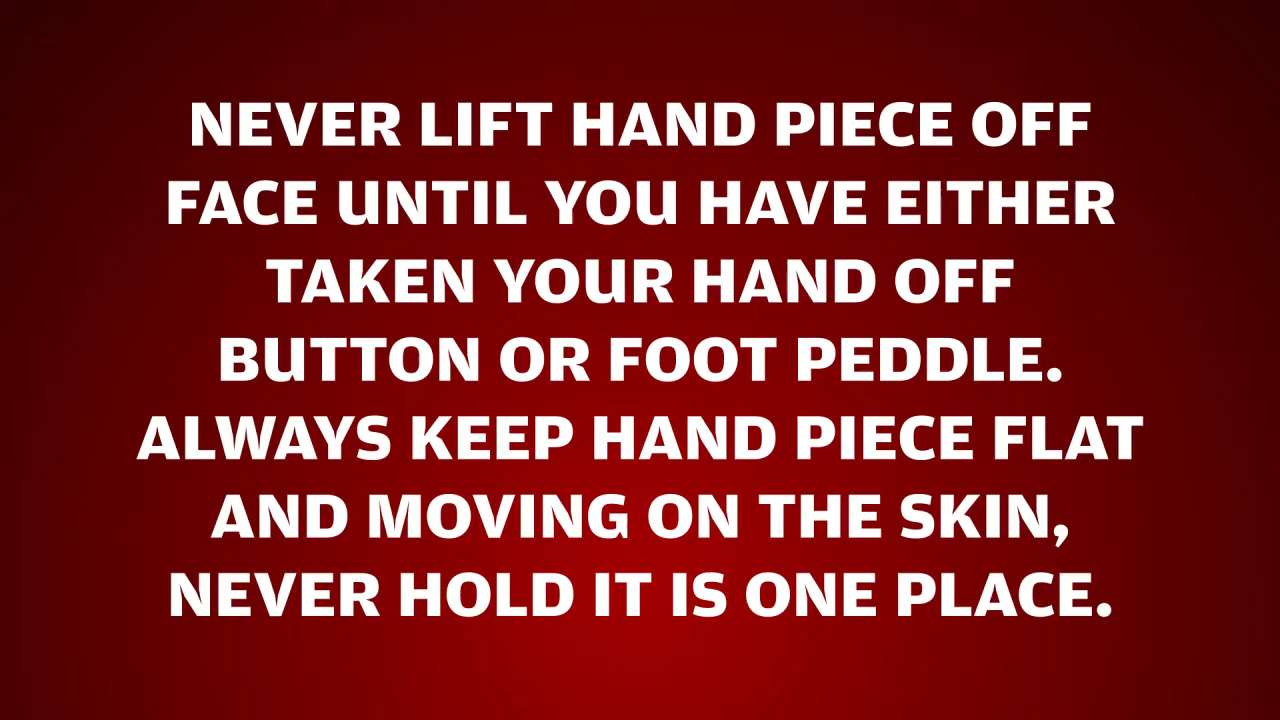 NEVER LIFT HAND PIECE OFF
FACE UNTIL YOU HAVE EITHER
TAKEN YOUR HAND OFF
BUTTON OR FOOT PEDDLE.
ALWAYS KEEP HAND PIECE FLAT
AND MOVING ON THE SKIN,
NEVER HOLD IT IS ONE PLACE.